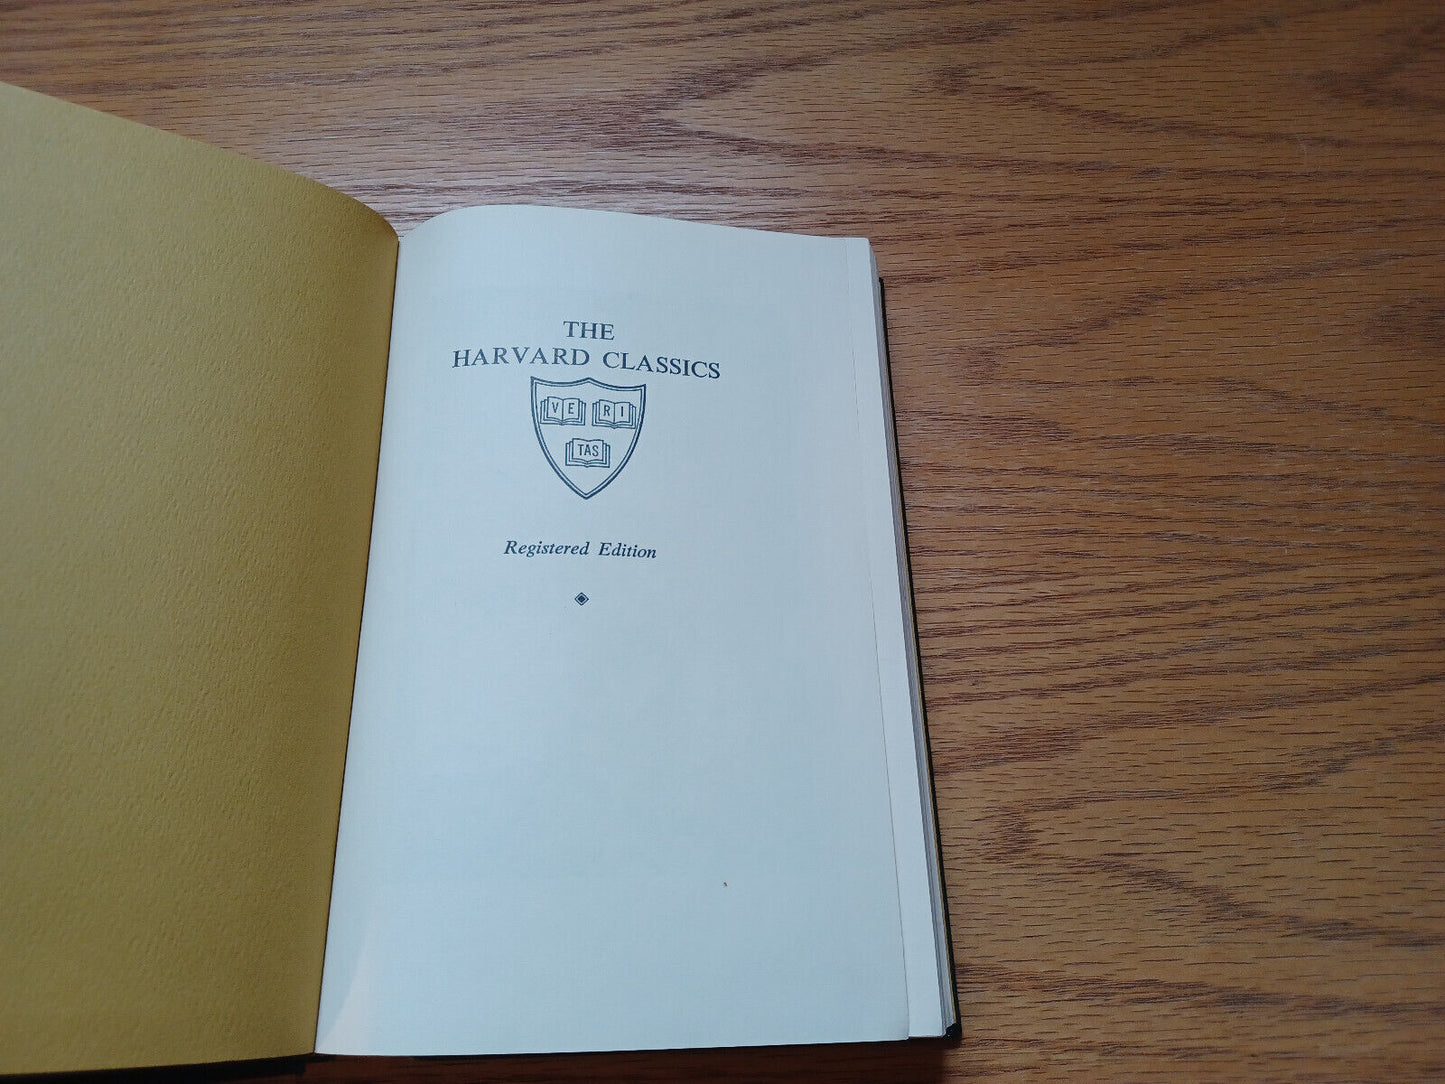 THE
HARVARD CLASSICS
VE RI
TAS
Registered Edition